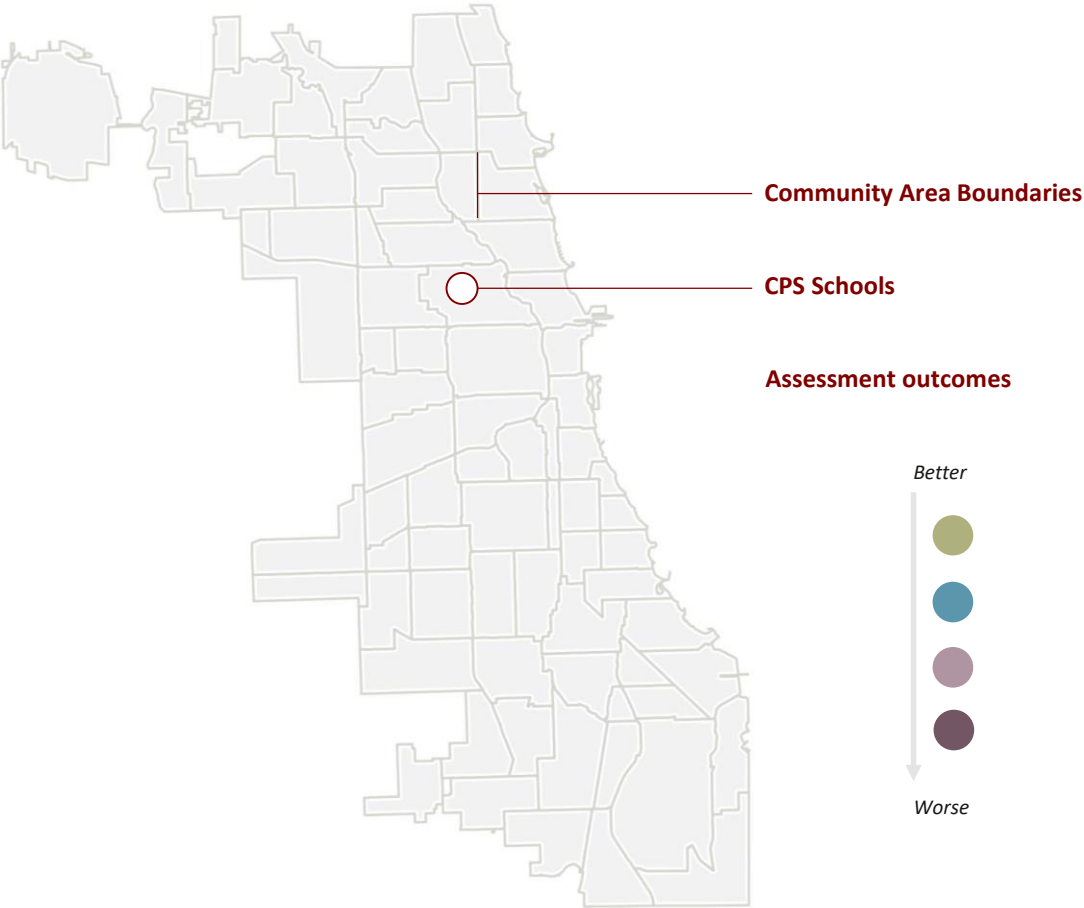 Community Area Boundaries
CPS Schools
Assessment outcomes
Better
Worse